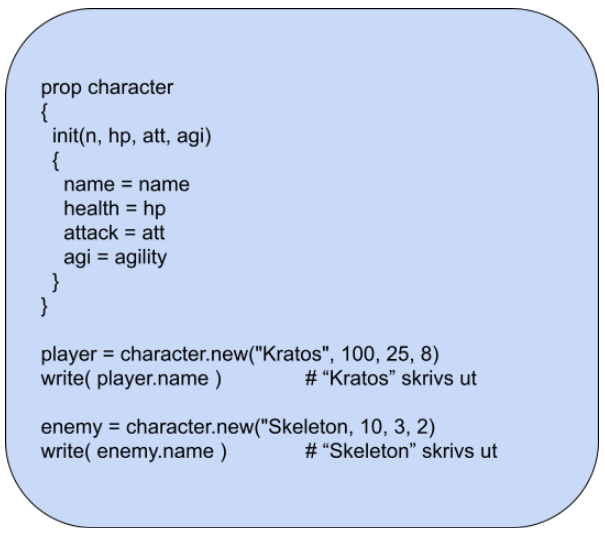 prop character
{
init(n, hp, att, agi)
{
name = name
health = hp
attack = att
agi = agility
}
}
player = character.new("Kratos", 100, 25, 8)
write( player.name ) # “Kratos” skrivs ut
enemy = character.new("Skeleton, 10, 3, 2)
write( enemy.name ) # “Skeleton” skrivs ut